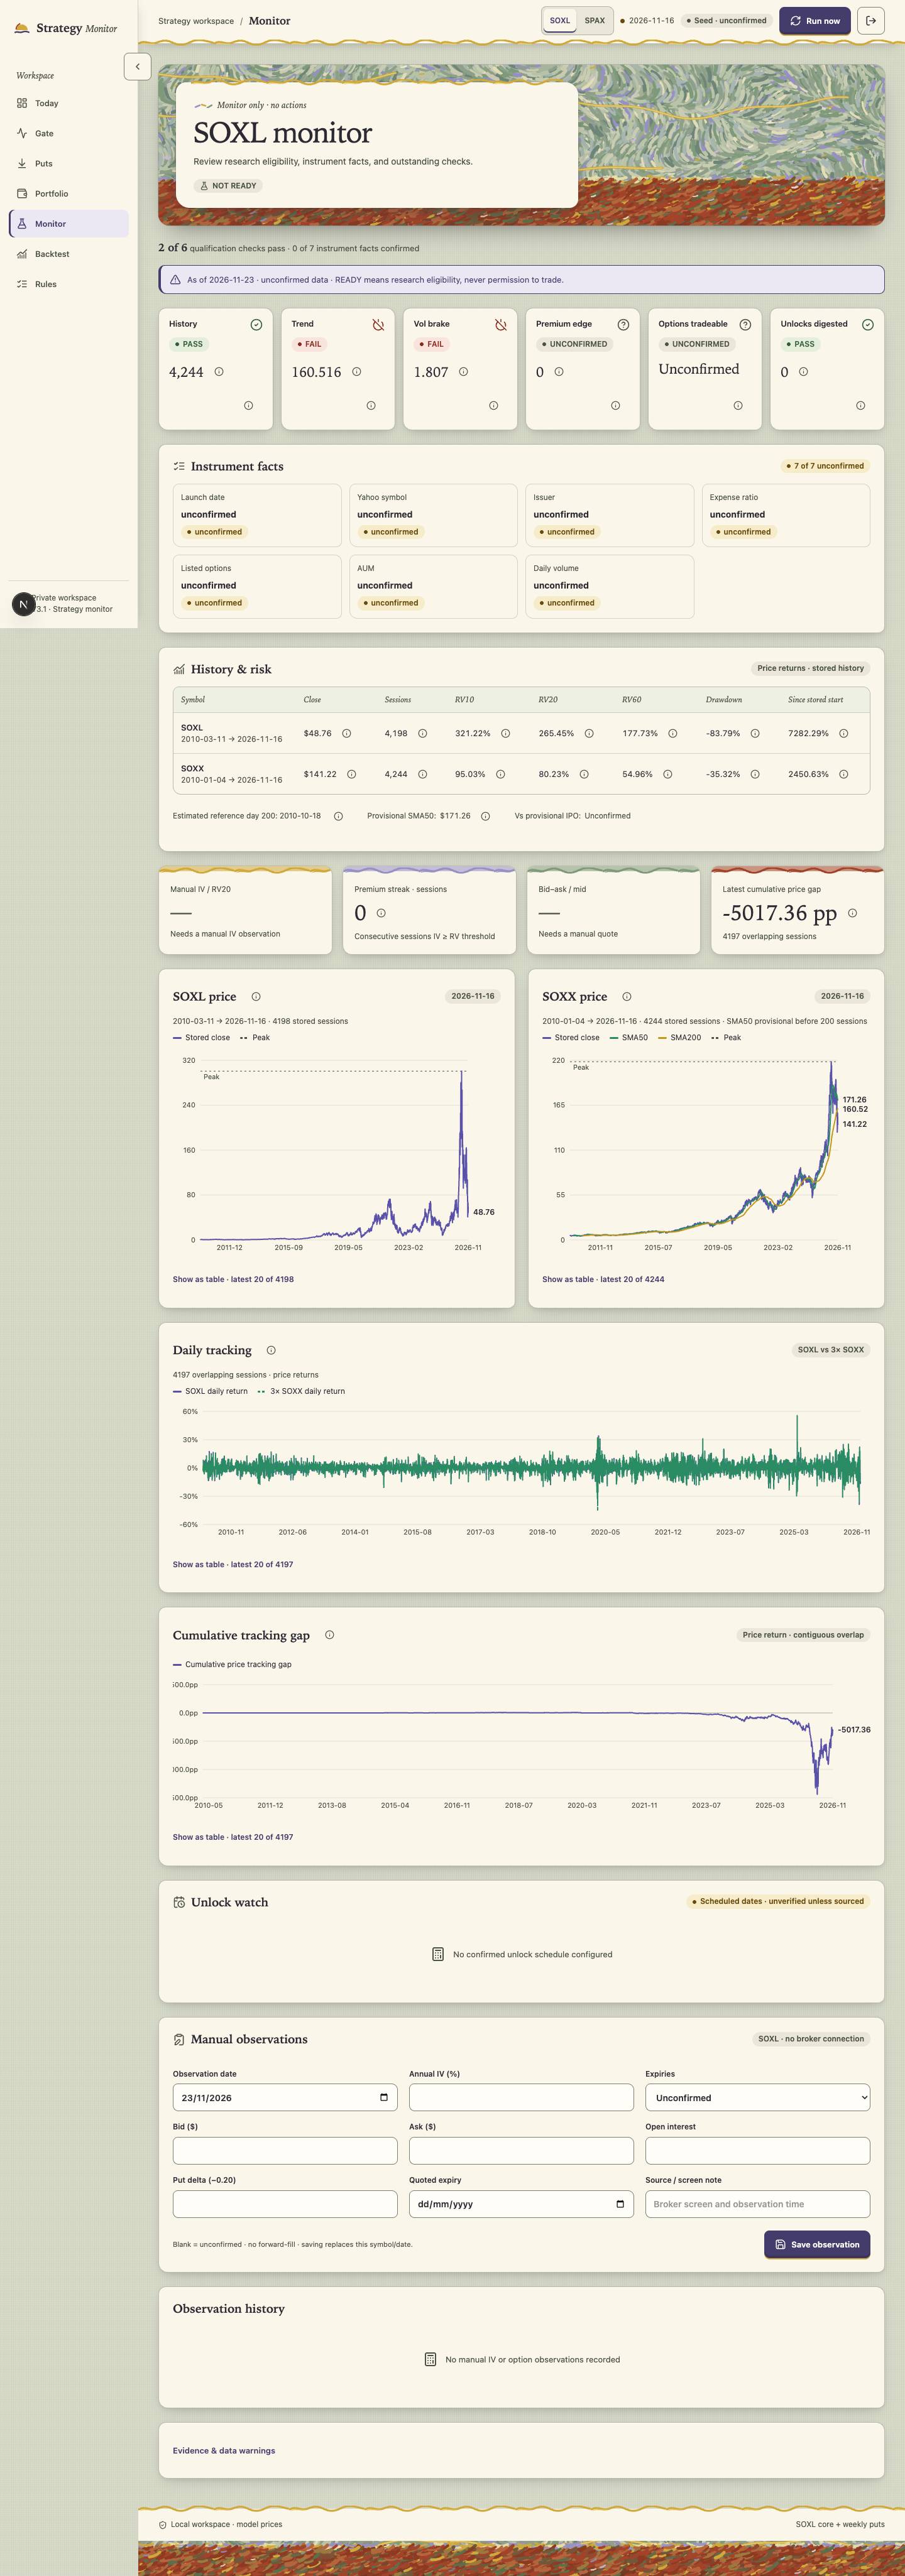 Strategy Monitor
Strategy workspace / Monitor
SOXL SPAX
2026-11-16
Seed · unconfirmed
Run now
Workspace
Today
Gate
Puts
Portfolio
Monitor
Backtest
Rules
Private workspace
3.1 · Strategy monitor
N
Monitor only · no actions
SOXL monitor
Review research eligibility, instrument facts, and outstanding checks.
NOT READY
2 of 6 qualification checks pass · 0 of 7 instrument facts confirmed
As of 2026-11-23 · unconfirmed data · READY means research eligibility, never permission to trade.
History
PASS
4,244
Trend
FAIL
160.516
Vol brake
FAIL
1.807
Premium edge
UNCONFIRMED
0
Options tradeable
UNCONFIRMED
Unconfirmed
Unlocks digested
PASS
0
Instrument facts
7 of 7 unconfirmed
Launch date
unconfirmed
unconfirmed
Yahoo symbol
unconfirmed
unconfirmed
Issuer
unconfirmed
unconfirmed
Expense ratio
unconfirmed
unconfirmed
Listed options
unconfirmed
unconfirmed
AUM
unconfirmed
unconfirmed
Daily volume
unconfirmed
unconfirmed
History & risk
Price returns · stored history
Symbol Close Sessions RV10 RV20 RV60 Drawdown Since stored start
SOXL
2010-03-11 → 2026-11-16
$48.76 4,198 321.22% 265.45% 177.73% -83.79% 7282.29%
SOXX
2010-01-04 → 2026-11-16
$141.22 4,244 95.03% 80.23% 54.96% -35.32% 2450.63%
Estimated reference day 200: 2010-10-18 Provisional SMA50: $171.26 Vs provisional IPO: Unconfirmed
Manual IV / RV20
—
Needs a manual IV observation
Premium streak · sessions
0
Consecutive sessions IV ≥ RV threshold
Bid–ask / mid
—
Needs a manual quote
Latest cumulative price gap
-5017.36 pp
4197 overlapping sessions
SOXL price
2026-11-16
2010-03-11 → 2026-11-16 · 4198 stored sessions
Stored close Peak
320
Peak
240
160
80
48.76
0
2011-12 2015-09 2019-05 2023-02 2026-11
Show as table · latest 20 of 4198
SOXX price
2026-11-16
2010-01-04 → 2026-11-16 · 4244 stored sessions · SMA50 provisional before 200 sessions
Stored close SMA50 SMA200 Peak
220
Peak
171.26
165
160.52
141.22
110
55
0
2011-11 2015-07 2019-05 2023-02 2026-11
Show as table · latest 20 of 4244
Daily tracking
SOXL vs 3× SOXX
4197 overlapping sessions · price returns
SOXL daily return 3× SOXX daily return
60%
30%
0%
-30%
-60%
2010-11 2012-06 2014-01 2015-08 2017-03 2018-10 2020-05 2021-12 2023-07 2025-03 2026-11
Show as table · latest 20 of 4197
Cumulative tracking gap
Price return · contiguous overlap
Cumulative price tracking gap
500.0pp
0.0pp
-5017.36
500.0pp
000.0pp
500.0pp
2010-05 2011-12 2013-08 2015-04 2016-11 2018-07 2020-03 2021-11 2023-07 2025-03 2026-11
Show as table · latest 20 of 4197
Unlock watch
Scheduled dates · unverified unless sourced
No confirmed unlock schedule configured
Manual observations
SOXL · no broker connection
Observation date Annual IV (%) Expiries
23/11/2026 Unconfirmed
Bid ($) Ask ($) Open interest
Put delta (−0.20) Quoted expiry Source / screen note
dd/mm/yyyy Broker screen and observation time
Blank = unconfirmed · no forward-fill · saving replaces this symbol/date.
Save observation
Observation history
No manual IV or option observations recorded
Evidence & data warnings
Local workspace · model prices
SOXL core + weekly puts